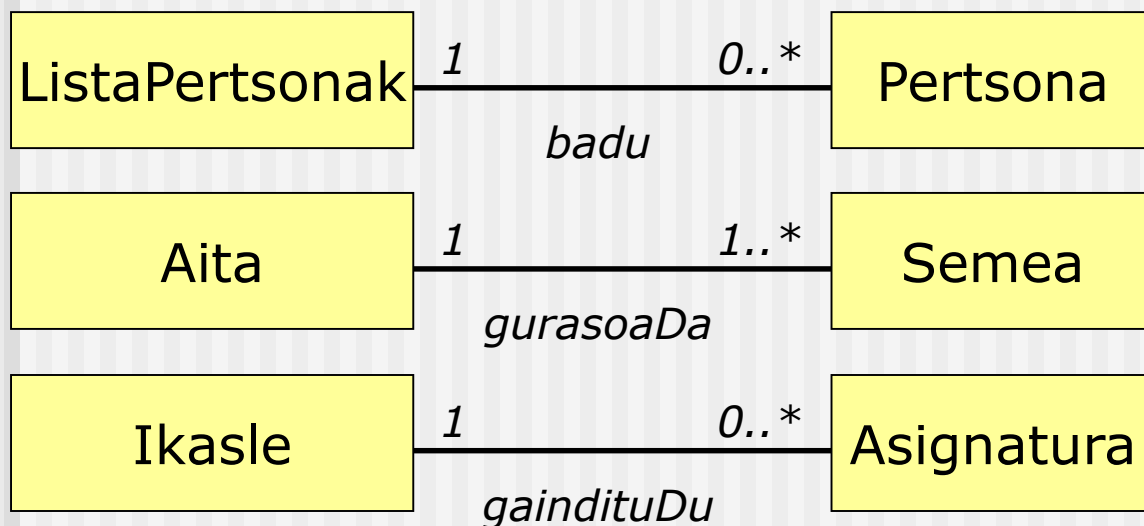 ListaPertsonak 1 0..* Pertsona
badu
Aita 1 1..* Semea
gurasoaDa
Ikasle 1 0..* Asignatura
gaindituDu